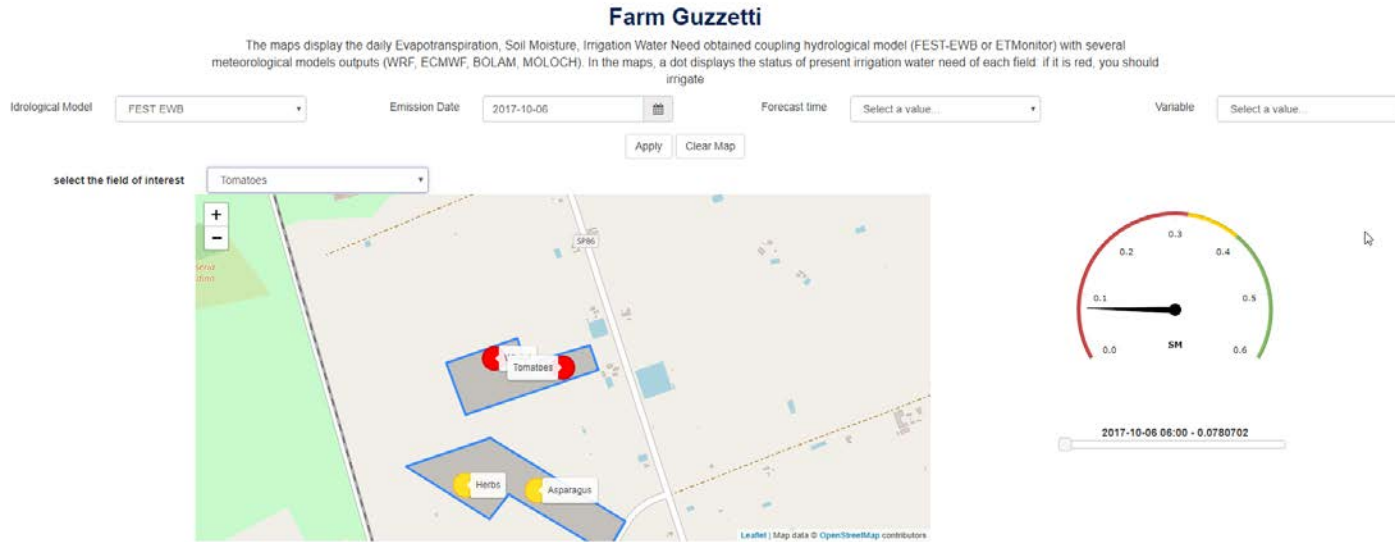 Farm Guzzetti
The maps display the daily Evapotranspiration, Soil Moisture, Irrigation Water Need obtained coupling hydrological model (FEST-EWB or ETMonitor) with several
meteorological models outputs (WRF, ECMWF, BOLAM, MOLOCH). In the maps, a dot displays the status of present irrigation water need of each field: if it is red, you should
irrigate
Idrological Model FEST EWB Emission Date 2017-10-06 Forecast time Select a value... Variable Select a value...
Apply Clear Map
select the field of interest Tomatoes
+
−
SP86
Tomatoes
Herbs
Asparagus
Leaflet | Map data © OpenStreetMap contributors
0.0
0.1
0.2
0.3
0.4
0.5
0.6
SM
2017-10-06 06:00 - 0.0780702